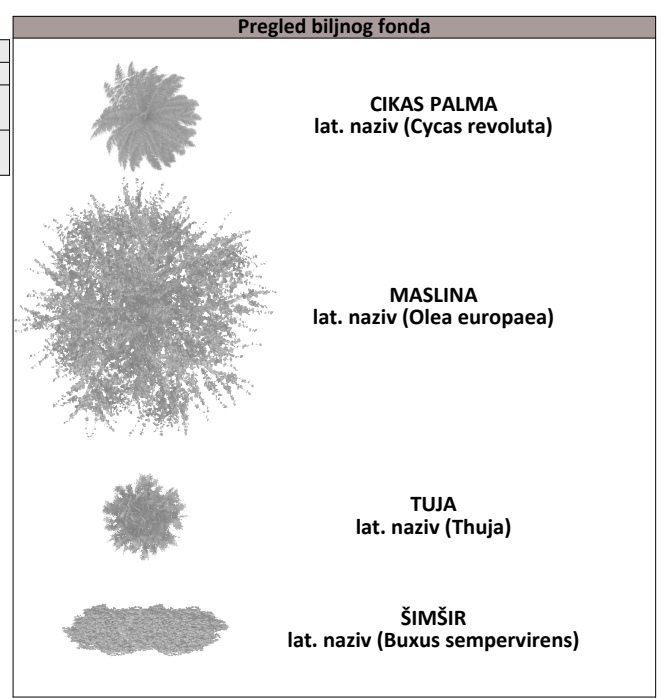 Pregled biljnog fonda
CIKAS PALMA
lat. naziv (Cycas revoluta)
MASLINA
lat. naziv (Olea europaea)
TUJA
lat. naziv (Thuja)
ŠIMŠIR
lat. naziv (Buxus sempervirens)